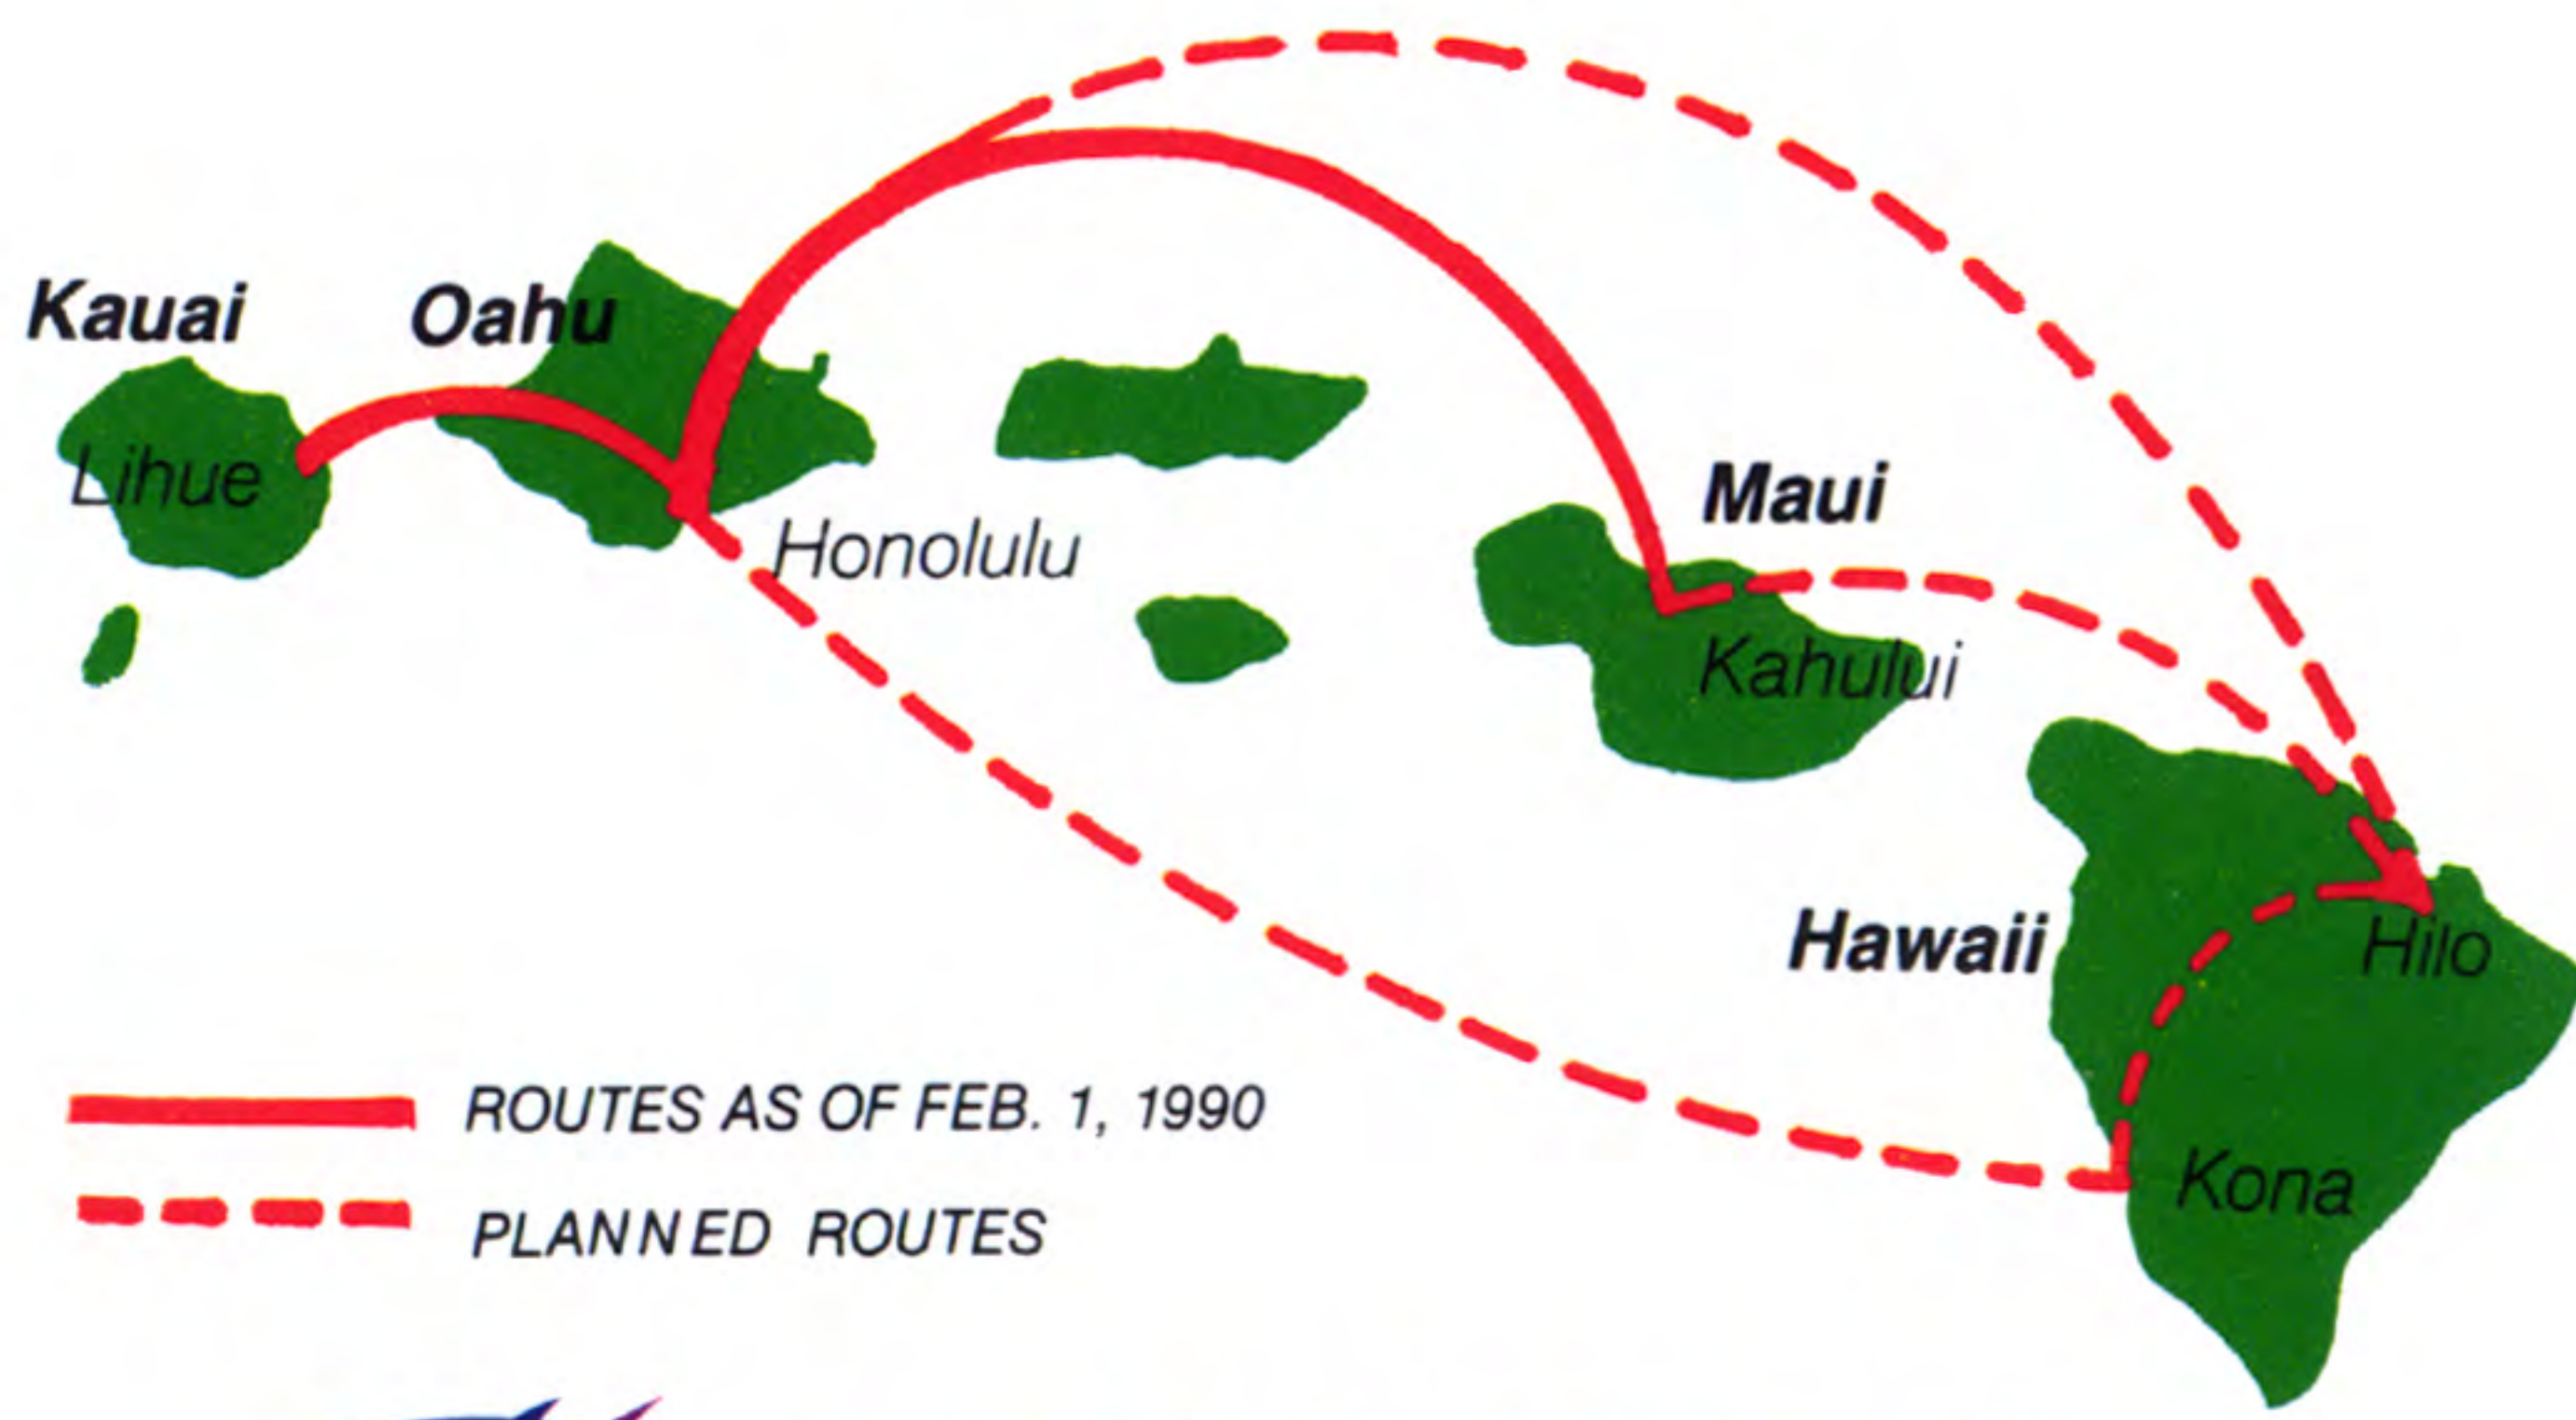 Kauai
Oahu
Lihue
Honolulu
Maui
Kahului
Hawaii
Hilo
Kona
ROUTES AS OF FEB. 1, 1990
PLANNED ROUTES